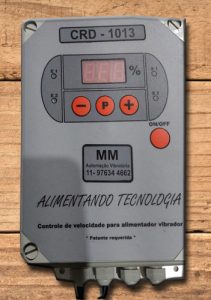 CRD - 1013
%
− P +
ON/OFF
MM
Automação Vibratória
11- 97634 4662
ALIMENTANDO TECNOLOGIA
Controle de velocidade para alimentador vibrador
* Patente requerida *